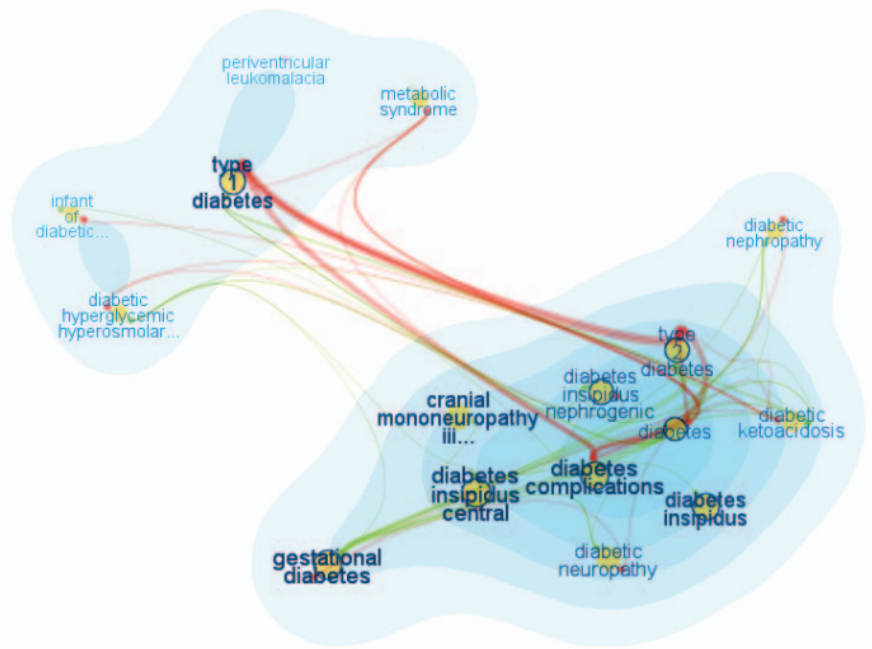 periventricular
leukomalacia
metabolic
syndrome
type
1
diabetes
infant
of
diabetic...
diabetic
nephropathy
diabetic
hyperglycemic
hyperosmolar...
type
2
diabetes
diabetes
insipidus
nephrogenic
cranial
mononeuropathy
iii...
diabetes
diabetic
ketoacidosis
diabetes
complications
diabetes
insipidus
central
diabetes
insipidus
gestational
diabetes
diabetic
neuropathy